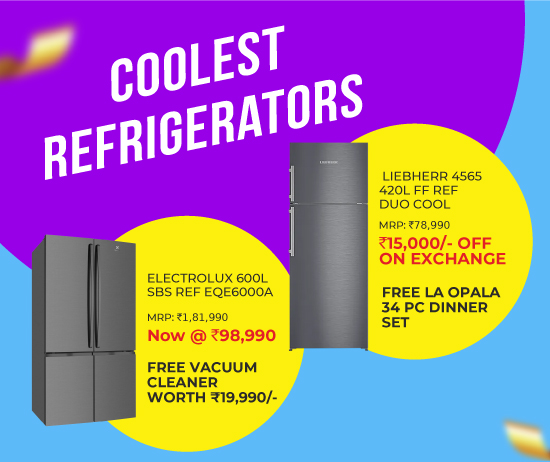 COOLEST
REFRIGERATORS
LIEBHERR
LIEBHERR 4565
420L FF REF
DUO COOL
MRP: ₹78,990
₹15,000/- OFF
ON EXCHANGE
FREE LA OPALA
34 PC DINNER
SET
ELECTROLUX 600L
SBS REF EQE6000A
MRP: ₹1,81,990
Now @ ₹98,990
FREE VACUUM
CLEANER
WORTH ₹19,990/-